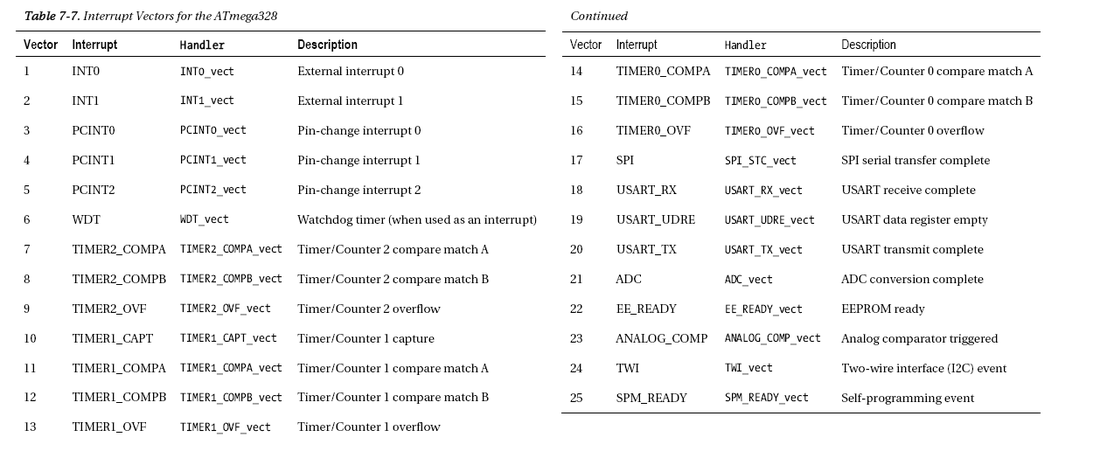 Table 7-7. Interrupt Vectors for the ATmega328
Vector Interrupt Handler Description
1 INT0 INT0_vect External interrupt 0
2 INT1 INT1_vect External interrupt 1
3 PCINT0 PCINT0_vect Pin-change interrupt 0
4 PCINT1 PCINT1_vect Pin-change interrupt 1
5 PCINT2 PCINT2_vect Pin-change interrupt 2
6 WDT WDT_vect Watchdog timer (when used as an interrupt)
7 TIMER2_COMPA TIMER2_COMPA_vect Timer/Counter 2 compare match A
8 TIMER2_COMPB TIMER2_COMPB_vect Timer/Counter 2 compare match B
9 TIMER2_OVF TIMER2_OVF_vect Timer/Counter 2 overflow
10 TIMER1_CAPT TIMER1_CAPT_vect Timer/Counter 1 capture
11 TIMER1_COMPA TIMER1_COMPA_vect Timer/Counter 1 compare match A
12 TIMER1_COMPB TIMER1_COMPB_vect Timer/Counter 1 compare match B
13 TIMER1_OVF TIMER1_OVF_vect Timer/Counter 1 overflow
Continued
Vector Interrupt Handler Description
14 TIMER0_COMPA TIMER0_COMPA_vect Timer/Counter 0 compare match A
15 TIMER0_COMPB TIMER0_COMPB_vect Timer/Counter 0 compare match B
16 TIMER0_OVF TIMER0_OVF_vect Timer/Counter 0 overflow
17 SPI SPI_STC_vect SPI serial transfer complete
18 USART_RX USART_RX_vect USART receive complete
19 USART_UDRE USART_UDRE_vect USART data register empty
20 USART_TX USART_TX_vect USART transmit complete
21 ADC ADC_vect ADC conversion complete
22 EE_READY EE_READY_vect EEPROM ready
23 ANALOG_COMP ANALOG_COMP_vect Analog comparator triggered
24 TWI TWI_vect Two-wire interface (I2C) event
25 SPM_READY SPM_READY_vect Self-programming event